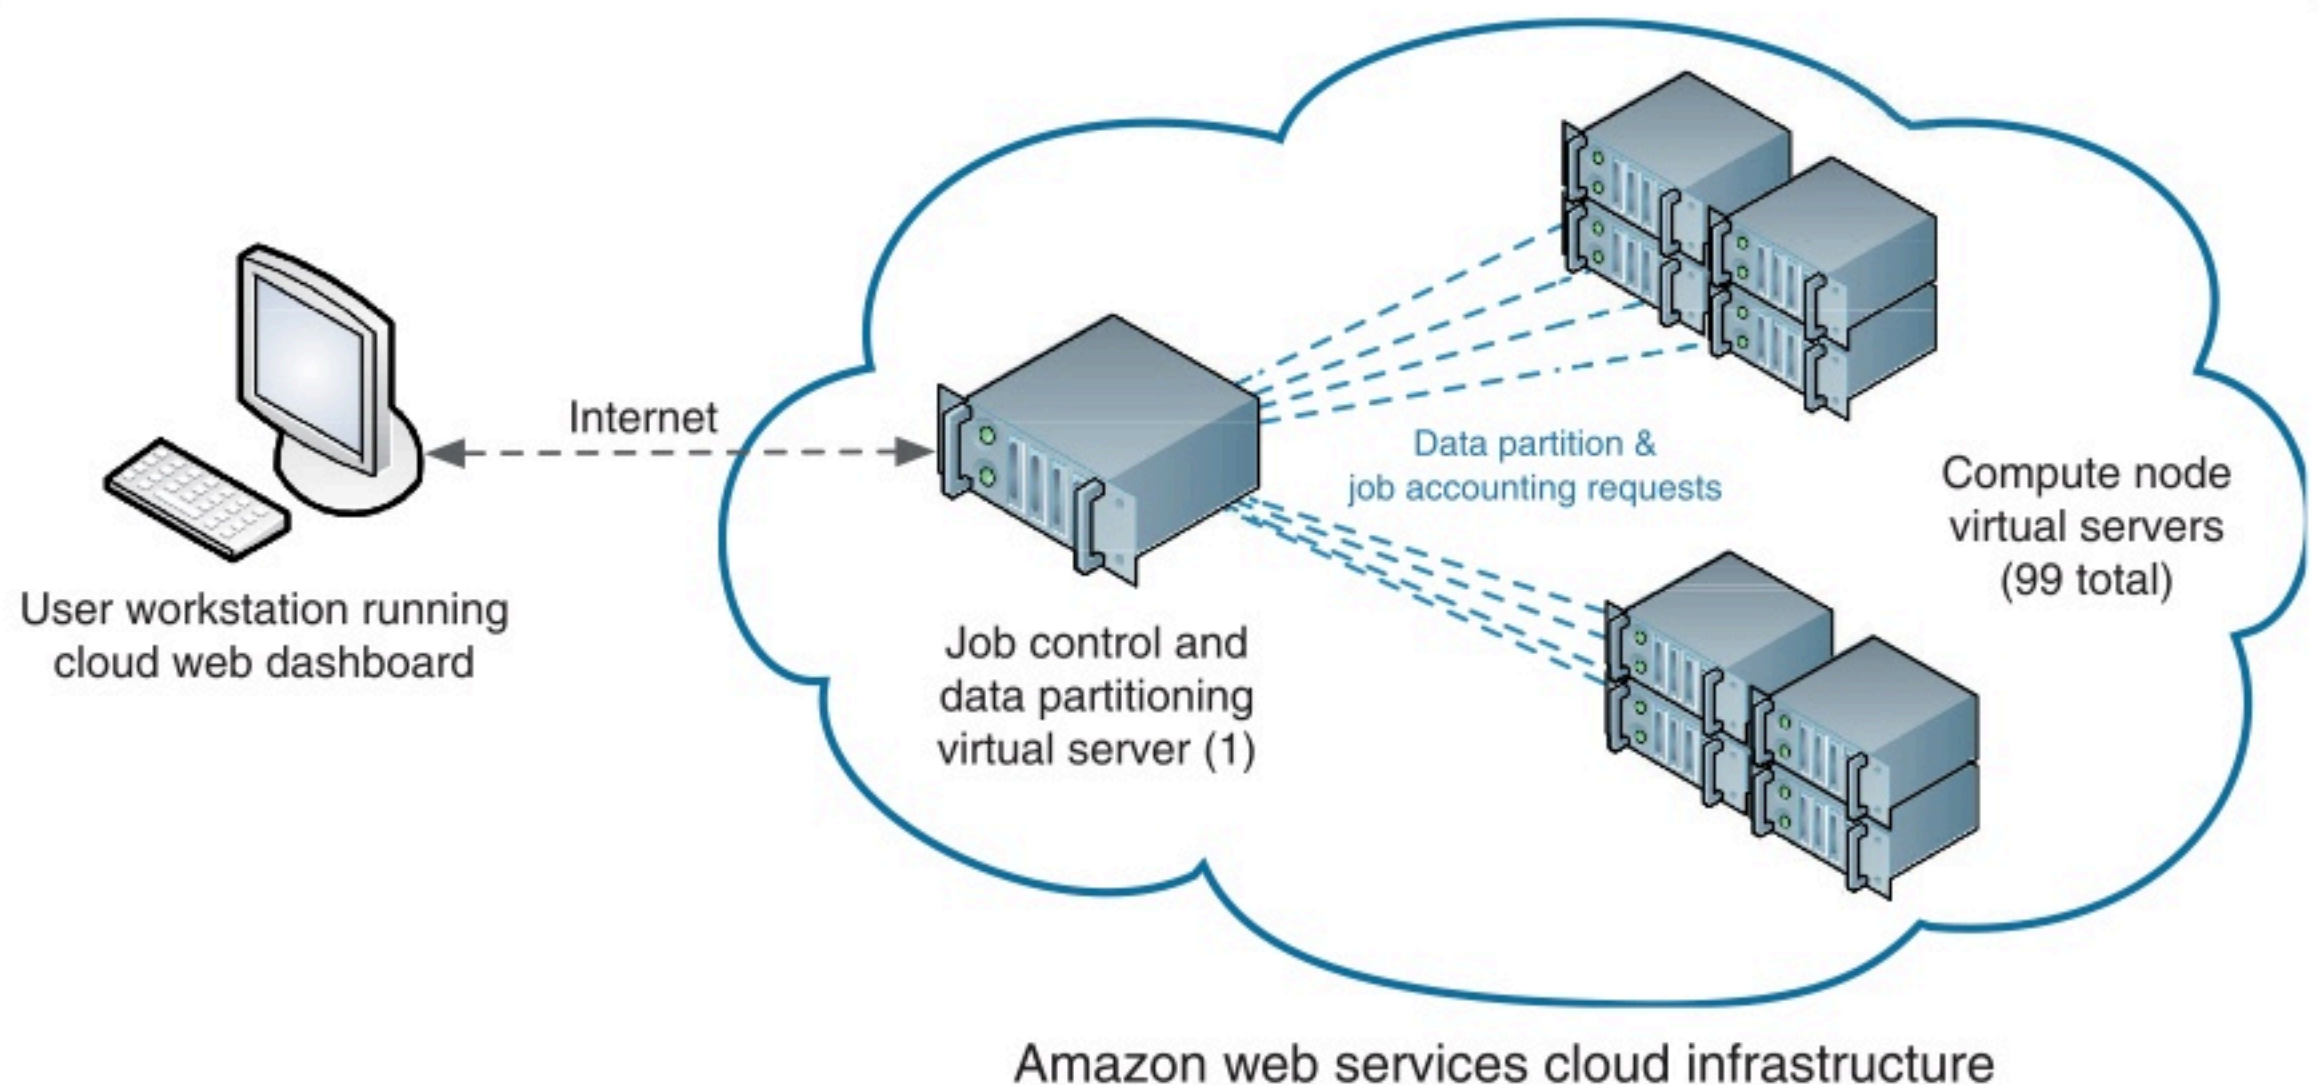 Internet
User workstation running
cloud web dashboard
Job control and
data partitioning
virtual server (1)
Data partition &
job accounting requests
Compute node
virtual servers
(99 total)
Amazon web services cloud infrastructure